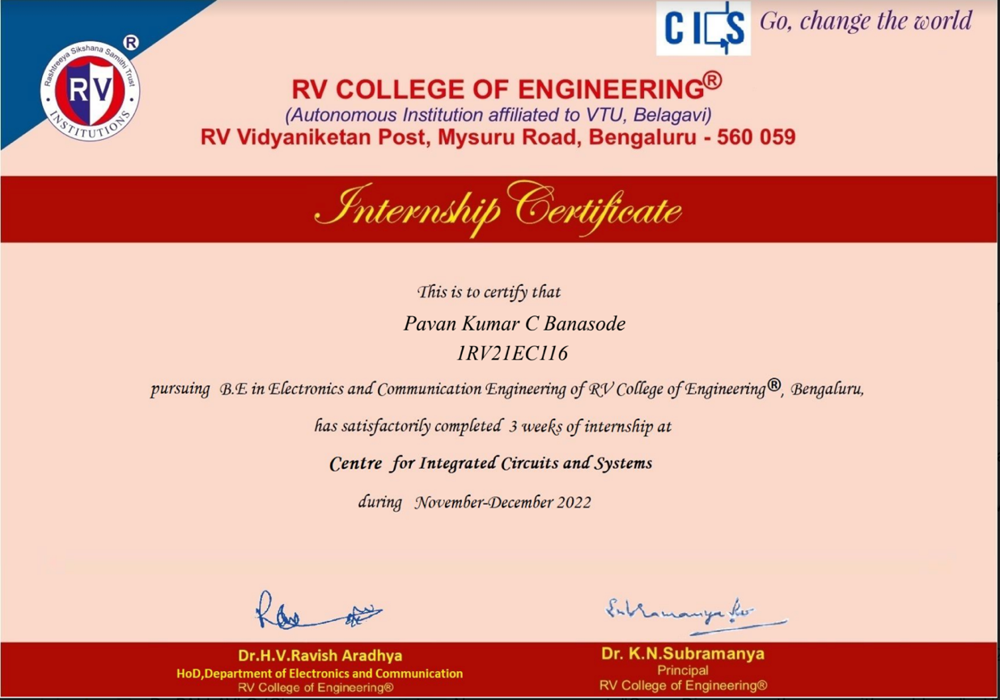 Rashtreeya Sikshana Samithi Trust
RV
INSTITUTIONS
®
CICS Go, change the world
RV COLLEGE OF ENGINEERING®
(Autonomous Institution affiliated to VTU, Belagavi)
RV Vidyaniketan Post, Mysuru Road, Bengaluru - 560 059
Internship Certificate
This is to certify that
Pavan Kumar C Banasode
1RV21EC116
pursuing B.E in Electronics and Communication Engineering of RV College of Engineering®, Bengaluru,
has satisfactorily completed 3 weeks of internship at
Centre for Integrated Circuits and Systems
during November-December 2022
Dr.H.V.Ravish Aradhya
HoD,Department of Electronics and Communication
RV College of Engineering®
Dr. K.N.Subramanya
Principal
RV College of Engineering®